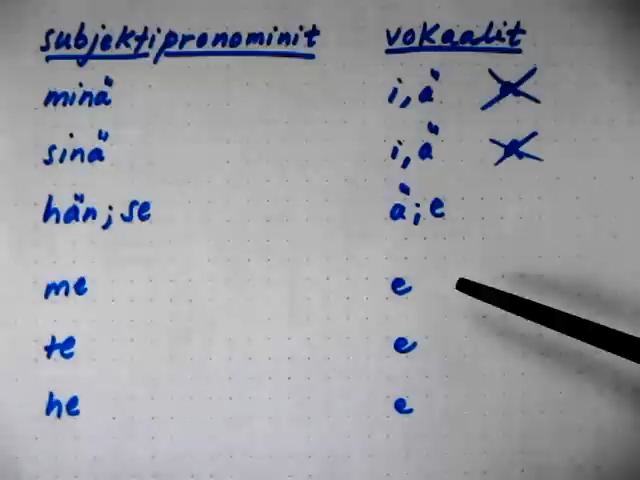 subjektipronominit vokaalit
minä i, ä
sinä i, ä
hän; se ä; e
me e
te e
he e